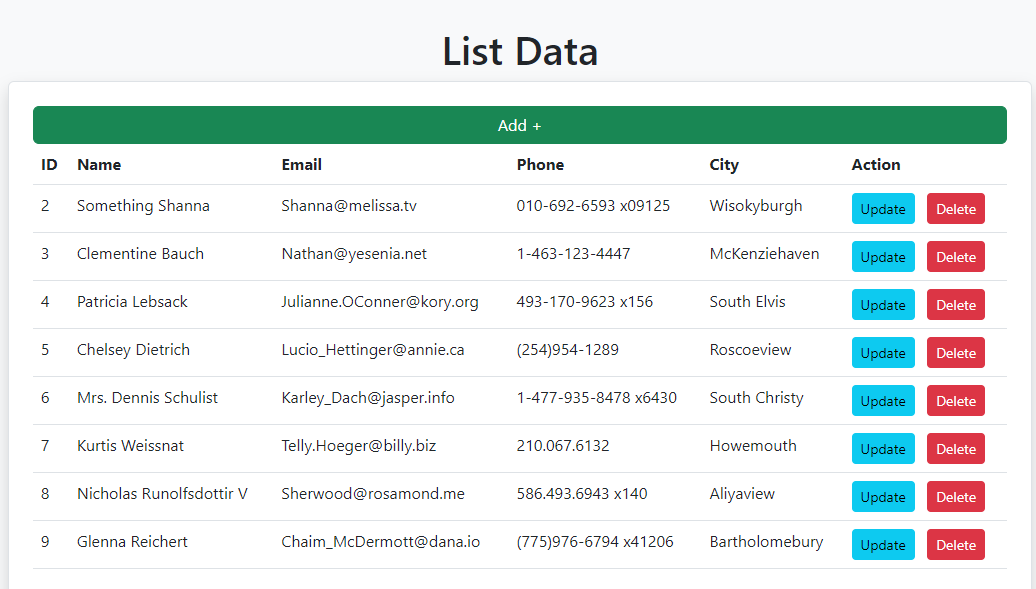 List Data
Add +
ID Name Email Phone City Action
2 Something Shanna Shanna@melissa.tv 010-692-6593 x09125 Wisokyburgh Update Delete
3 Clementine Bauch Nathan@yesenia.net 1-463-123-4447 McKenziehaven Update Delete
4 Patricia Lebsack Julianne.OConner@kory.org 493-170-9623 x156 South Elvis Update Delete
5 Chelsey Dietrich Lucio_Hettinger@annie.ca (254)954-1289 Roscoeview Update Delete
6 Mrs. Dennis Schulist Karley_Dach@jasper.info 1-477-935-8478 x6430 South Christy Update Delete
7 Kurtis Weissnat Telly.Hoeger@billy.biz 210.067.6132 Howemouth Update Delete
8 Nicholas Runolfsdottir V Sherwood@rosamond.me 586.493.6943 x140 Aliyaview Update Delete
9 Glenna Reichert Chaim_McDermott@dana.io (775)976-6794 x41206 Bartholomebury Update Delete